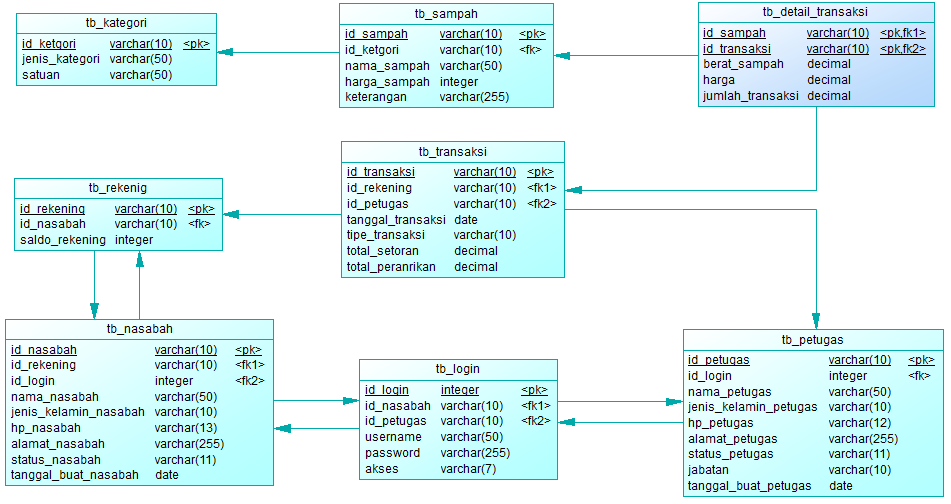 tb_kategori
id_ketgori varchar(10) <pk>
jenis_kategori varchar(50)
satuan varchar(50)
tb_sampah
id_sampah varchar(10) <pk>
id_ketgori varchar(10) <fk>
nama_sampah varchar(50)
harga_sampah integer
keterangan varchar(255)
tb_detail_transaksi
id_sampah varchar(10) <pk,fk1>
id_transaksi varchar(10) <pk,fk2>
berat_sampah decimal
harga decimal
jumlah_transaksi decimal
tb_transaksi
id_transaksi varchar(10) <pk>
id_rekening varchar(10) <fk1>
id_petugas varchar(10) <fk2>
tanggal_transaksi date
tipe_transaksi varchar(10)
total_setoran decimal
total_peranrikan decimal
tb_rekenig
id_rekening varchar(10) <pk>
id_nasabah varchar(10) <fk>
saldo_rekening integer
tb_nasabah
id_nasabah varchar(10) <pk>
id_rekening varchar(10) <fk1>
id_login integer <fk2>
nama_nasabah varchar(50)
jenis_kelamin_nasabah varchar(10)
hp_nasabah varchar(13)
alamat_nasabah varchar(255)
status_nasabah varchar(11)
tanggal_buat_nasabah date
tb_login
id_login integer <pk>
id_nasabah varchar(10) <fk1>
id_petugas varchar(10) <fk2>
username varchar(50)
password varchar(255)
akses varchar(7)
tb_petugas
id_petugas varchar(10) <pk>
id_login integer <fk>
nama_petugas varchar(50)
jenis_kelamin_petugas varchar(10)
hp_petugas varchar(12)
alamat_petugas varchar(255)
status_petugas varchar(11)
jabatan varchar(10)
tanggal_buat_petugas date